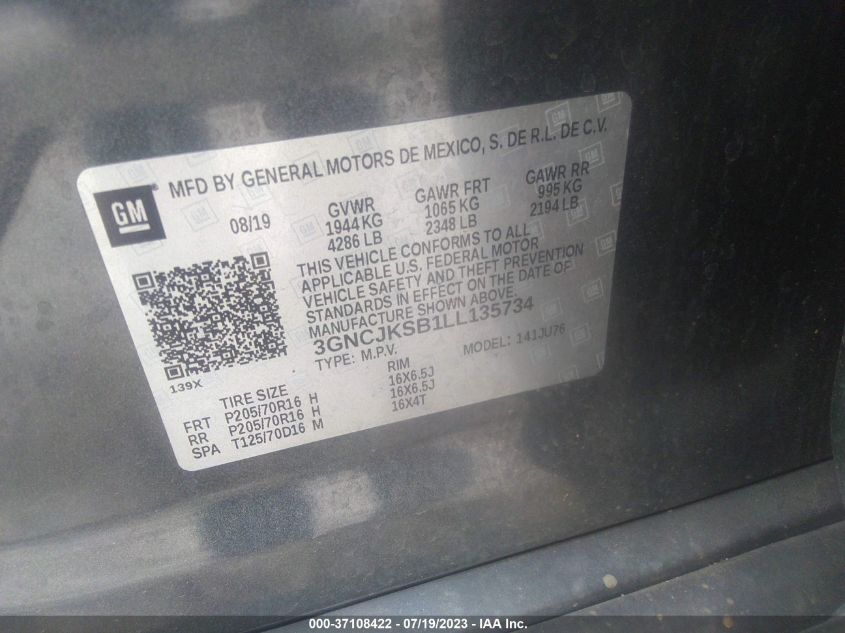 MFD BY GENERAL MOTORS DE MEXICO, S. DE R.L. DE C.V.
GM
08/19
GVWR
1944 KG
4286 LB
GAWR FRT
1065 KG
2348 LB
GAWR RR
995 KG
2194 LB
THIS VEHICLE CONFORMS TO ALL
APPLICABLE U.S. FEDERAL MOTOR
VEHICLE SAFETY AND THEFT PREVENTION
STANDARDS IN EFFECT ON THE DATE OF
MANUFACTURE SHOWN ABOVE.
3GNCJKSB1LL135734
TYPE: M.P.V. MODEL: 141JU76
139X
TIRE SIZE RIM
FRT P205/70R16 H 16X6.5J
RR P205/70R16 H 16X6.5J
SPA T125/70D16 M 16X4T
000-37108422 - 07/19/2023 - IAA Inc.